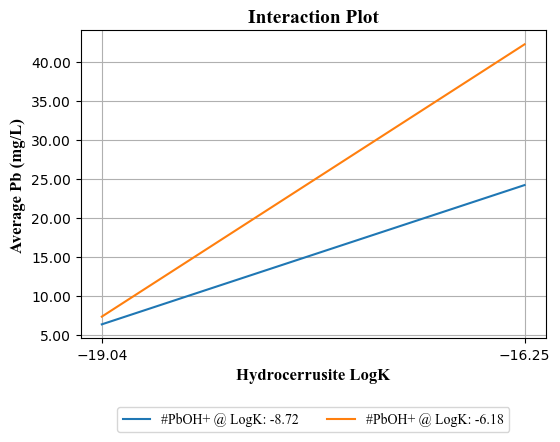 Interaction Plot
Average Pb (mg/L)
40.00
35.00
30.00
25.00
20.00
15.00
10.00
5.00
−19.04 −16.25
Hydrocerrusite LogK
#PbOH+ @ LogK: -8.72 #PbOH+ @ LogK: -6.18